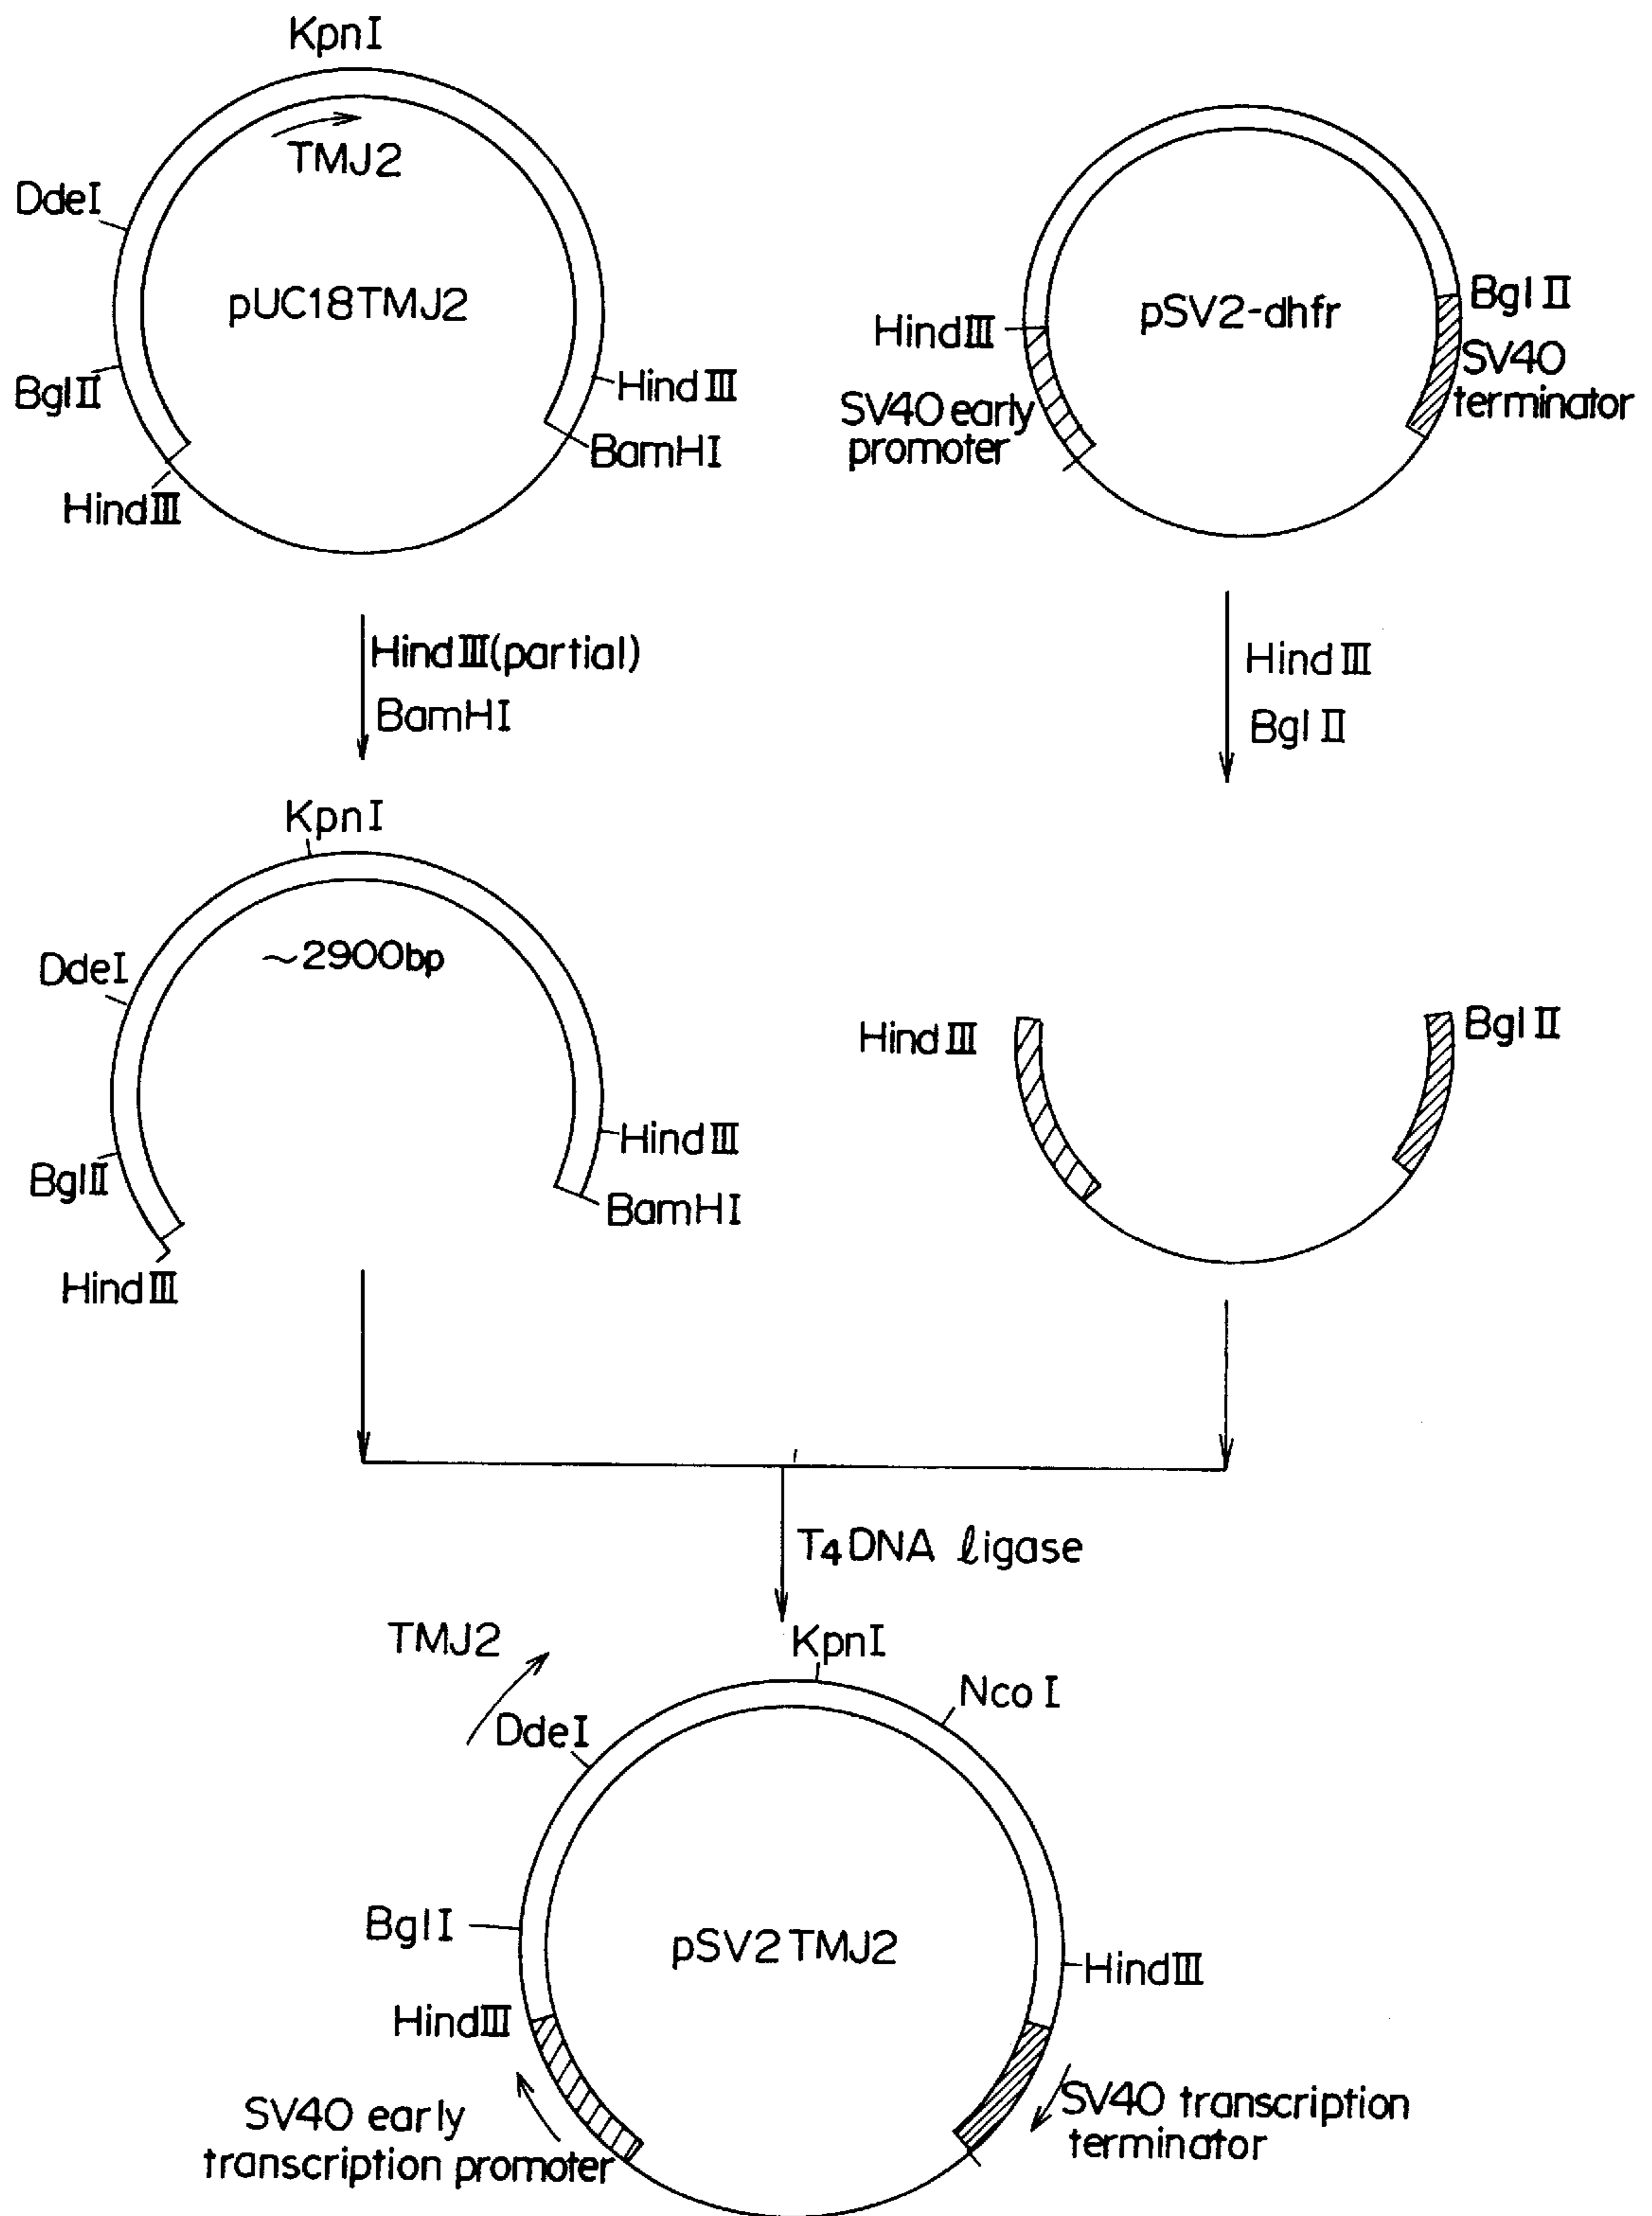 KpnI
TMJ2
DdeI
pUC18TMJ2
BglII
HindIII
BamHI
HindIII
BglII
pSV2-dhfr
HindIII
SV40
terminator
SV40 early
promoter
HindIII(partial)
BamHI
HindIII
BglII
KpnI
~2900bp
DdeI
HindIII
BglII
BamHI
HindIII
HindIII
BglII
T4DNA ligase
TMJ2
KpnI
NcoI
DdeI
BglI
pSV2TMJ2
HindIII
HindIII
SV40 early
transcription promoter
SV40 transcription
terminator